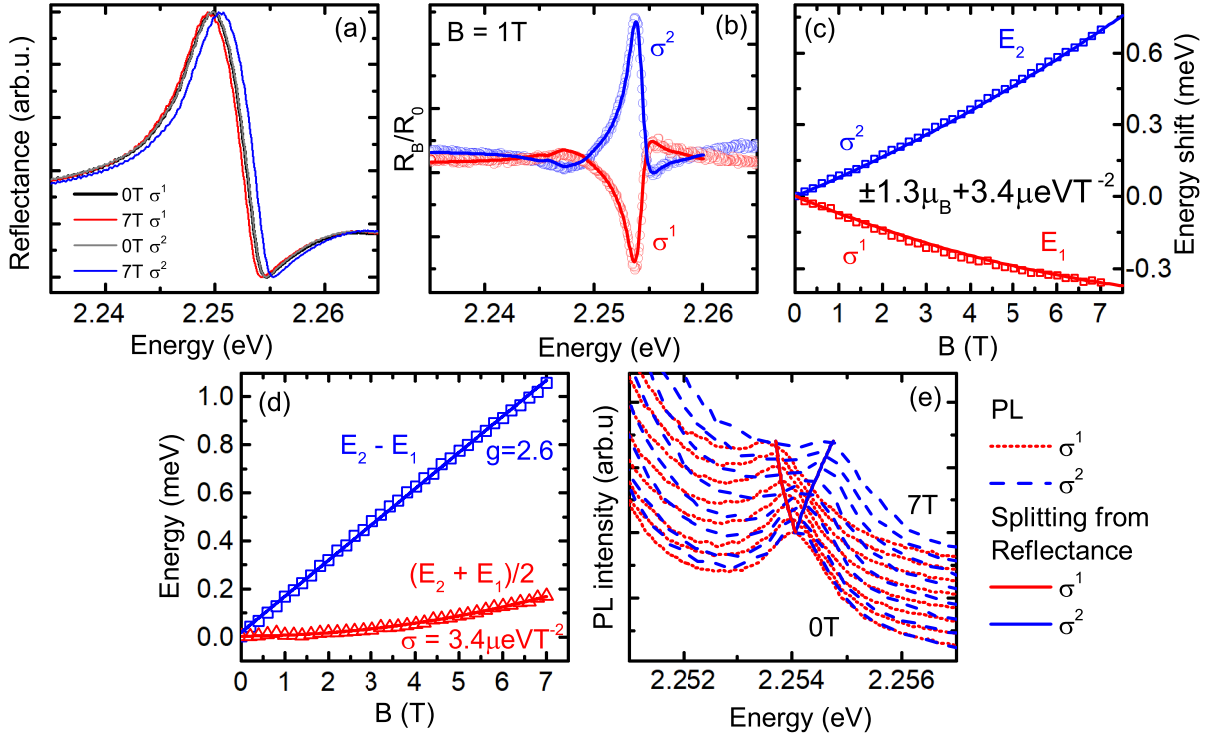 (a)
Reflectance (arb.u.)
0T σ¹
7T σ¹
0T σ²
7T σ²
2.24 2.25 2.26
Energy (eV)
B = 1T
(b)
σ²
σ¹
R_B/R_0
2.24 2.25 2.26
Energy (eV)
(c)
E₂
σ²
±1.3μ_B+3.4μeVT⁻²
σ¹
E₁
0.6
0.3
0.0
-0.3
Energy shift (meV)
0 1 2 3 4 5 6 7
B (T)
(d)
1.0
0.8
0.6
0.4
0.2
0.0
Energy (meV)
E₂ - E₁
g=2.6
(E₂ + E₁)/2
σ = 3.4μeVT⁻²
0 1 2 3 4 5 6 7
B (T)
(e)
PL intensity (arb.u)
7T
0T
2.252 2.254 2.256
Energy (eV)
PL
σ¹
σ²
Splitting from
Reflectance
σ¹
σ²